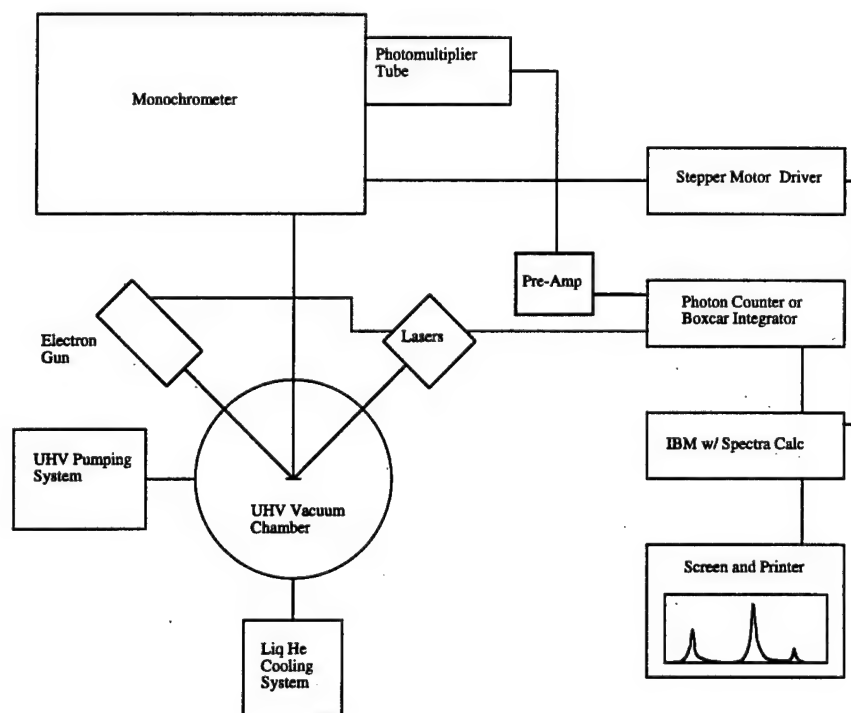 Photomultiplier
Tube
Monochrometer
Stepper Motor Driver
Pre-Amp
Photon Counter or
Boxcar Integrator
Electron
Gun
Lasers
IBM w/ Spectra Calc
UHV Pumping
System
UHV Vacuum
Chamber
Screen and Printer
Liq He
Cooling
System